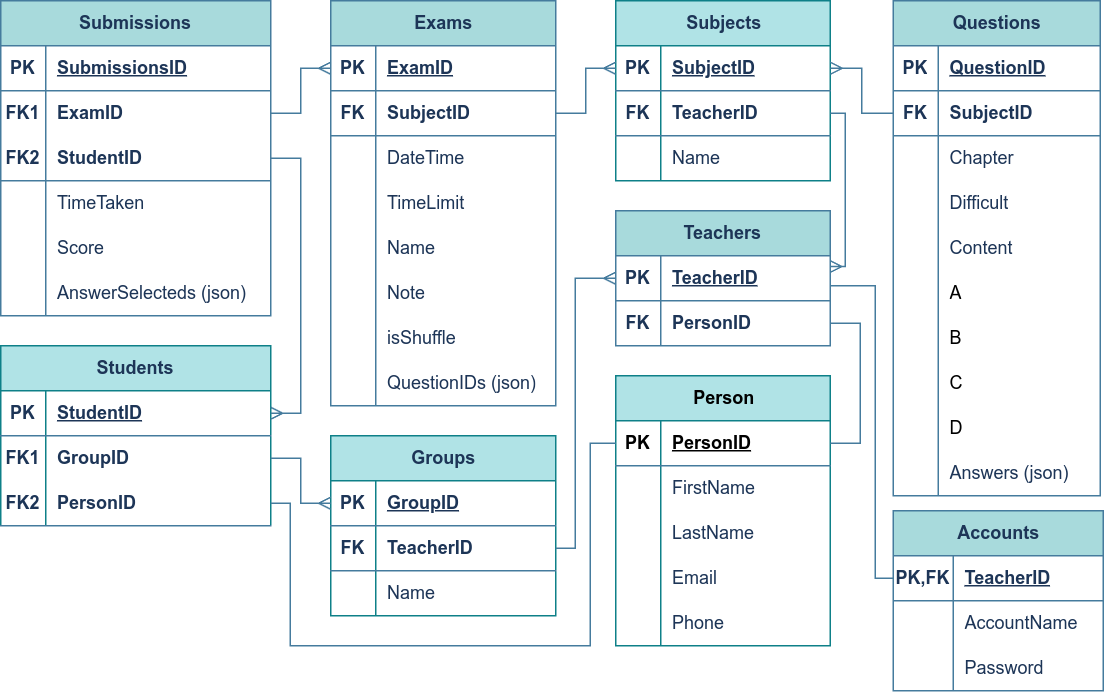 Submissions
PK SubmissionsID
FK1 ExamID
FK2 StudentID
TimeTaken
Score
AnswerSelecteds (json)
Exams
PK ExamID
FK SubjectID
DateTime
TimeLimit
Name
Note
isShuffle
QuestionIDs (json)
Subjects
PK SubjectID
FK TeacherID
Name
Questions
PK QuestionID
FK SubjectID
Chapter
Difficult
Content
A
B
C
D
Answers (json)
Teachers
PK TeacherID
FK PersonID
Students
PK StudentID
FK1 GroupID
FK2 PersonID
Groups
PK GroupID
FK TeacherID
Name
Person
PK PersonID
FirstName
LastName
Email
Phone
Accounts
PK,FK TeacherID
AccountName
Password